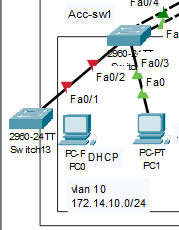 Fa0/4
Acc-sw1
2960-24TT
Fa0/3
Fa0/2
Fa0
Fa0/1
2960-24TT
Switch13
PC-PT
PC0
DHCP
PC-PT
PC1
vlan 10
172.14.10.0/24